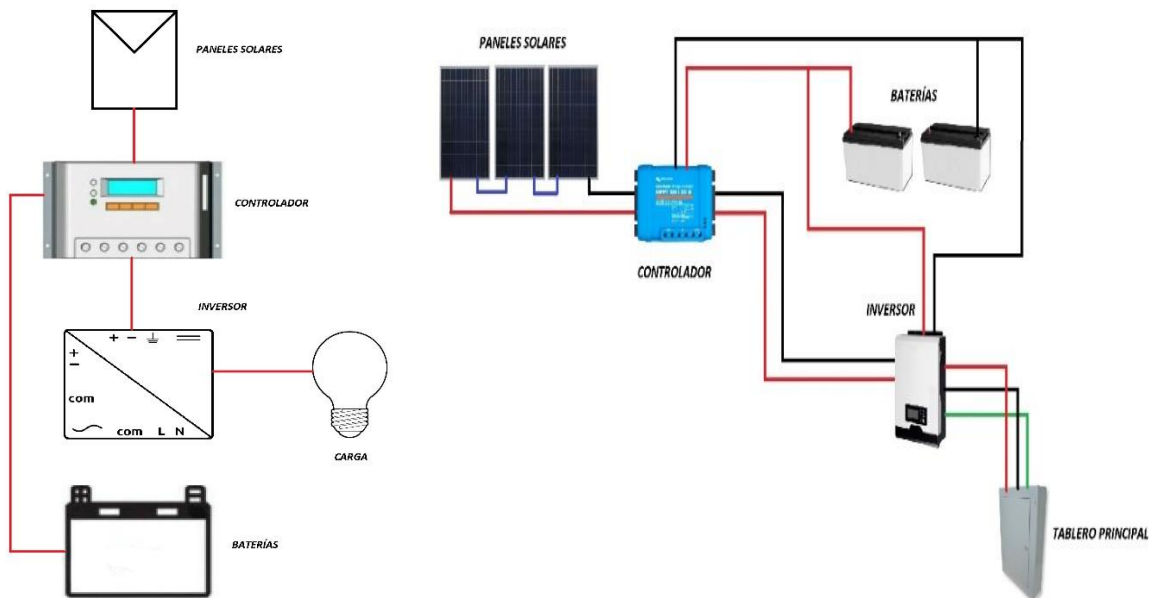 PANELES SOLARES
CONTROLADOR
INVERSOR
+ − 
+
−
com
com L N
CARGA
BATERÍAS
PANELES SOLARES
BATERÍAS
CONTROLADOR
INVERSOR
TABLERO PRINCIPAL